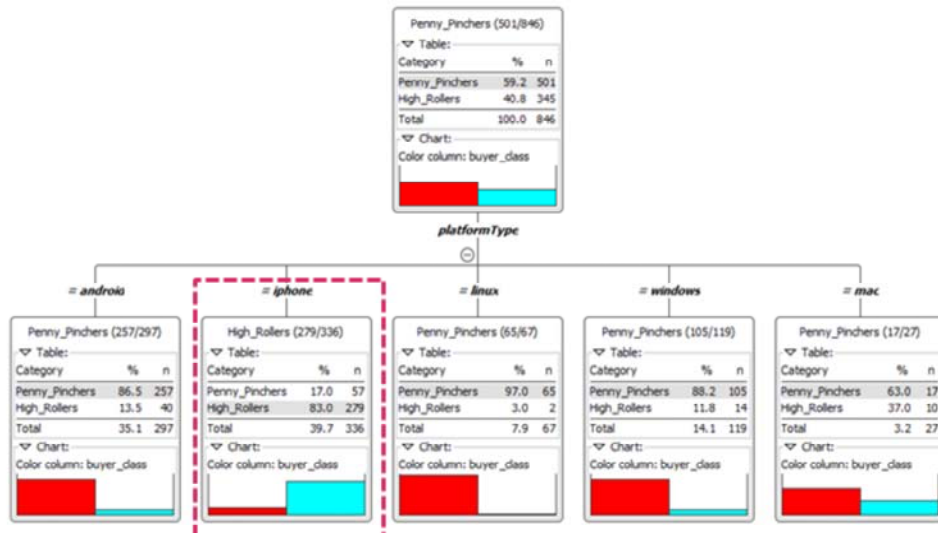 Penny_Pinchers (501/846)
Table:
Category % n
Penny_Pinchers 59.2 501
High_Rollers 40.8 345
Total 100.0 846
Chart:
Color column: buyer_class
platformType
= android
Penny_Pinchers (257/297)
Table:
Category % n
Penny_Pinchers 86.5 257
High_Rollers 13.5 40
Total 35.1 297
Chart:
Color column: buyer_class
= iphone
High_Rollers (279/336)
Table:
Category % n
Penny_Pinchers 17.0 57
High_Rollers 83.0 279
Total 39.7 336
Chart:
Color column: buyer_class
= linux
Penny_Pinchers (65/67)
Table:
Category % n
Penny_Pinchers 97.0 65
High_Rollers 3.0 2
Total 7.9 67
Chart:
Color column: buyer_class
= windows
Penny_Pinchers (105/119)
Table:
Category % n
Penny_Pinchers 88.2 105
High_Rollers 11.8 14
Total 14.1 119
Chart:
Color column: buyer_class
= mac
Penny_Pinchers (17/27)
Table:
Category % n
Penny_Pinchers 63.0 17
High_Rollers 37.0 10
Total 3.2 27
Chart:
Color column: buyer_class